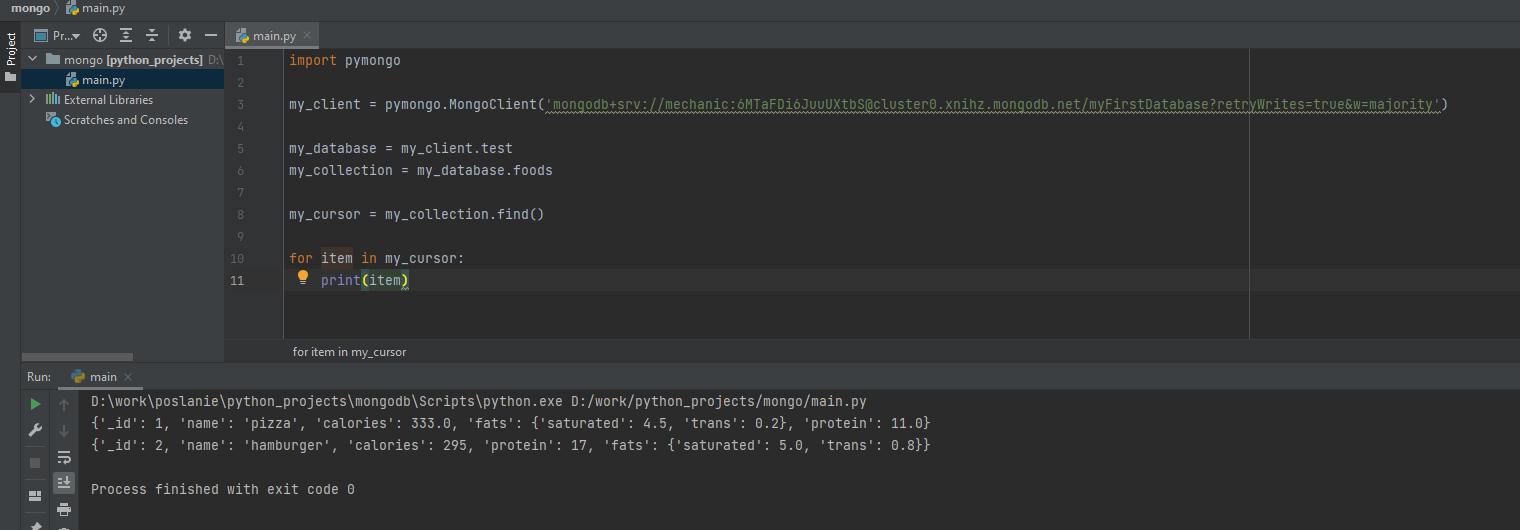 mongo main.py
Project
Pr...
main.py
mongo [python_projects] D:\
main.py
External Libraries
Scratches and Consoles
1 import pymongo
2
3 my_client = pymongo.MongoClient('mongodb+srv://mechanic:6MTaFDi6JuuUXtbS@cluster0.xnihz.mongodb.net/myFirstDatabase?retryWrites=true&w=majority')
4
5 my_database = my_client.test
6 my_collection = my_database.foods
7
8 my_cursor = my_collection.find()
9
10 for item in my_cursor:
11 print(item)
for item in my_cursor
Run: main
D:\work\poslanie\python_projects\mongodb\Scripts\python.exe D:/work/python_projects/mongo/main.py
{'_id': 1, 'name': 'pizza', 'calories': 333.0, 'fats': {'saturated': 4.5, 'trans': 0.2}, 'protein': 11.0}
{'_id': 2, 'name': 'hamburger', 'calories': 295, 'protein': 17, 'fats': {'saturated': 5.0, 'trans': 0.8}}
Process finished with exit code 0